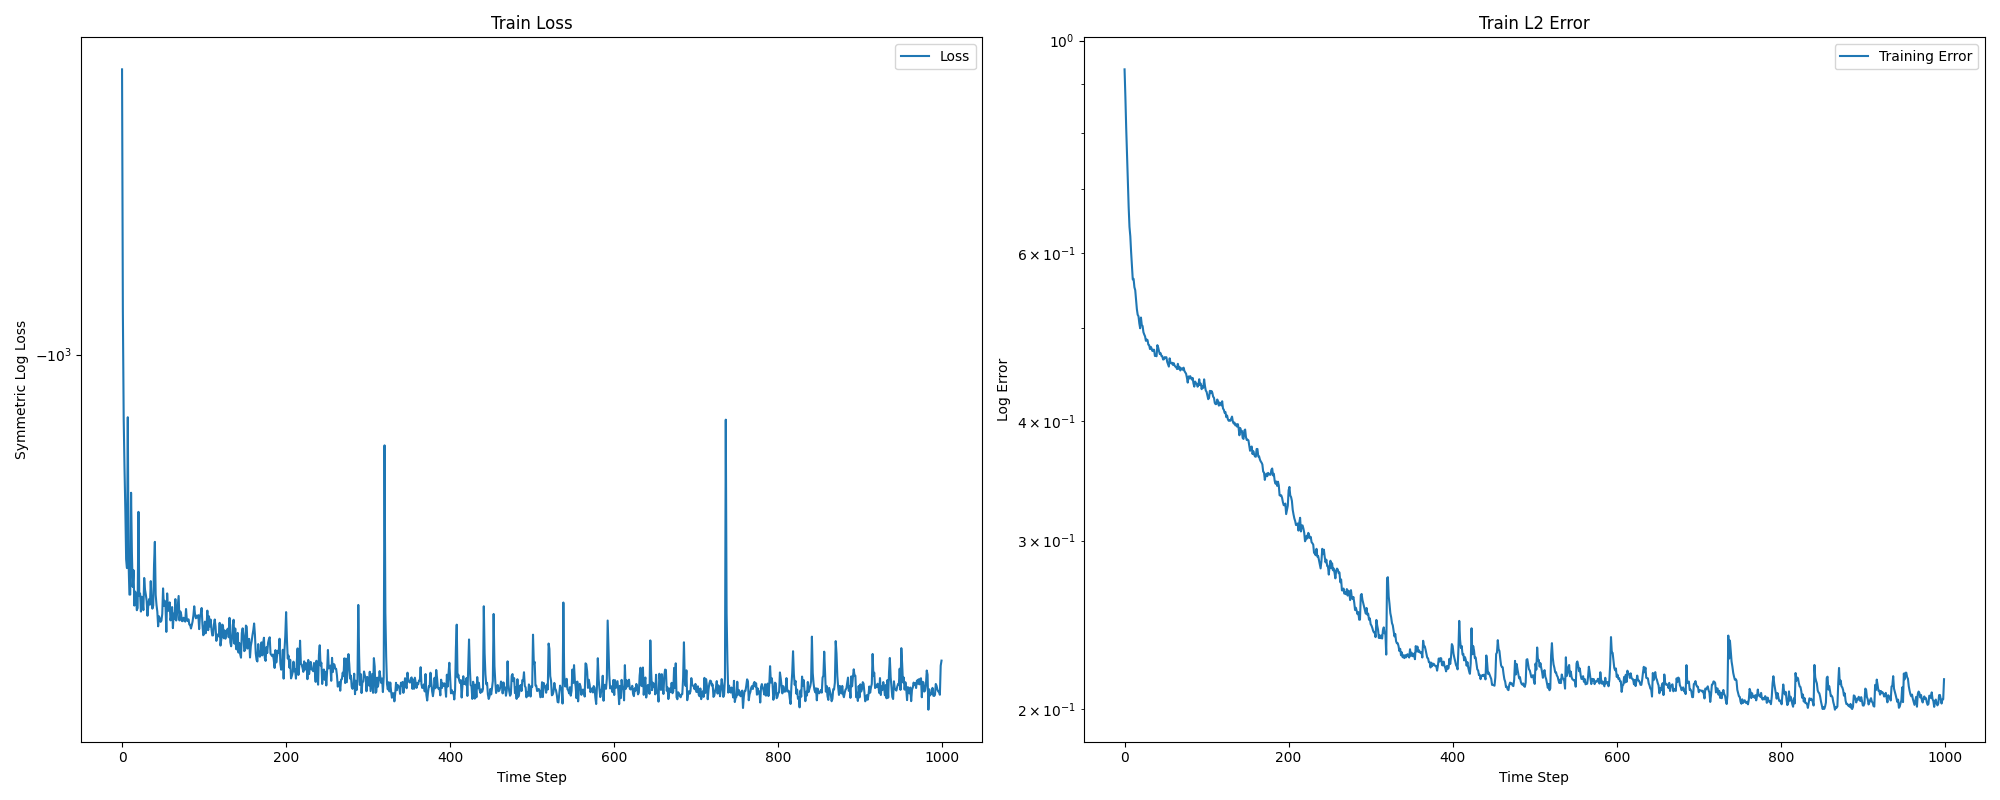 Train Loss
Loss
Symmetric Log Loss
−10³
0 200 400 600 800 1000
Time Step
Train L2 Error
Training Error
Log Error
10⁰
6 × 10⁻¹
4 × 10⁻¹
3 × 10⁻¹
2 × 10⁻¹
0 200 400 600 800 1000
Time Step